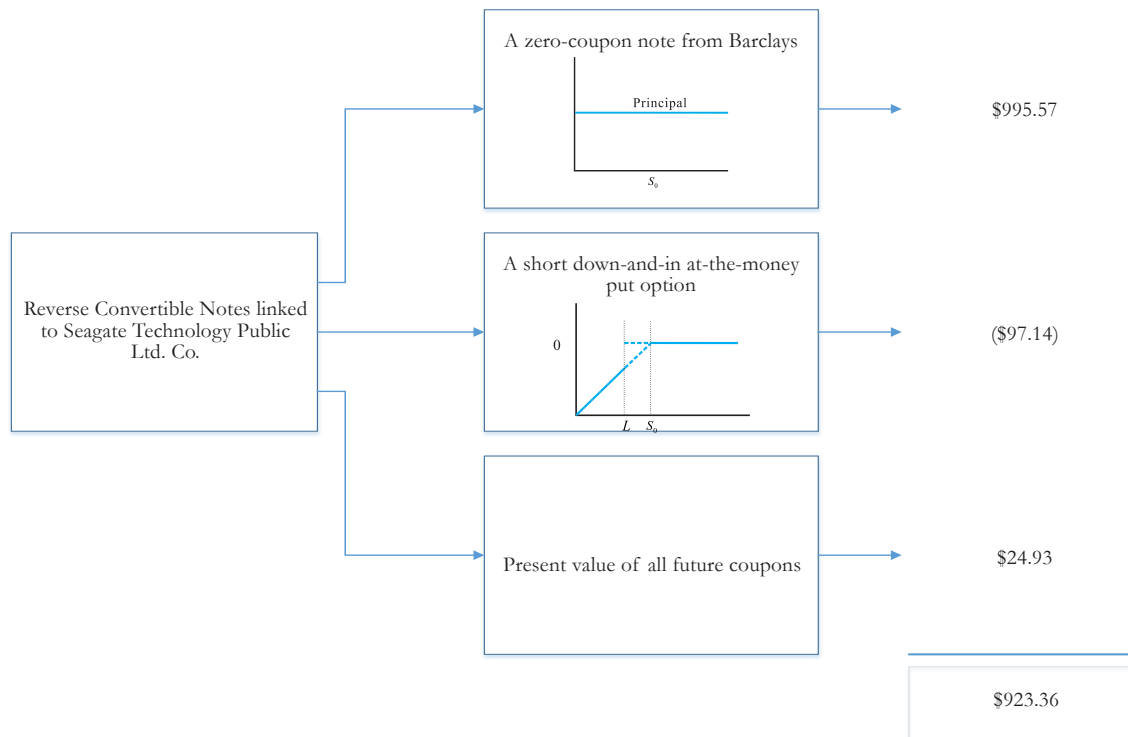 A zero-coupon note from Barclays
Principal
S₀
$995.57
Reverse Convertible Notes linked
to Seagate Technology Public
Ltd. Co.
A short down-and-in at-the-money
put option
0
L S₀
($97.14)
Present value of all future coupons
$24.93
$923.36